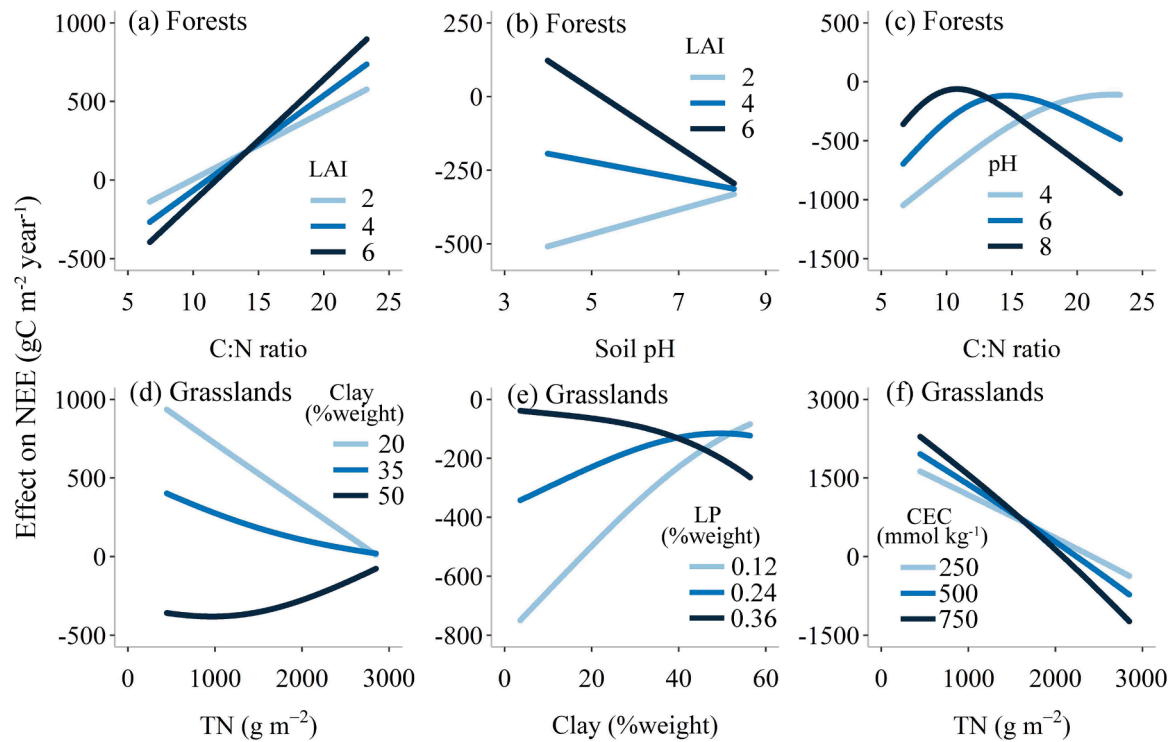 Effect on NEE (gC m⁻² year⁻¹)
(a) Forests
1000
500
0
-500
LAI
2
4
6
5 10 15 20 25
C:N ratio
(b) Forests
250
0
-250
-500
LAI
2
4
6
3 5 7 9
Soil pH
(c) Forests
500
0
-500
-1000
-1500
pH
4
6
8
5 10 15 20 25
C:N ratio
(d) Grasslands
1000
500
0
-500
Clay
(%weight)
20
35
50
0 1000 2000 3000
TN (g m⁻²)
(e) Grasslands
0
-200
-400
-600
-800
LP
(%weight)
0.12
0.24
0.36
0 20 40 60
Clay (%weight)
(f) Grasslands
3000
1500
0
-1500
CEC
(mmol kg⁻¹)
250
500
750
0 1000 2000 3000
TN (g m⁻²)